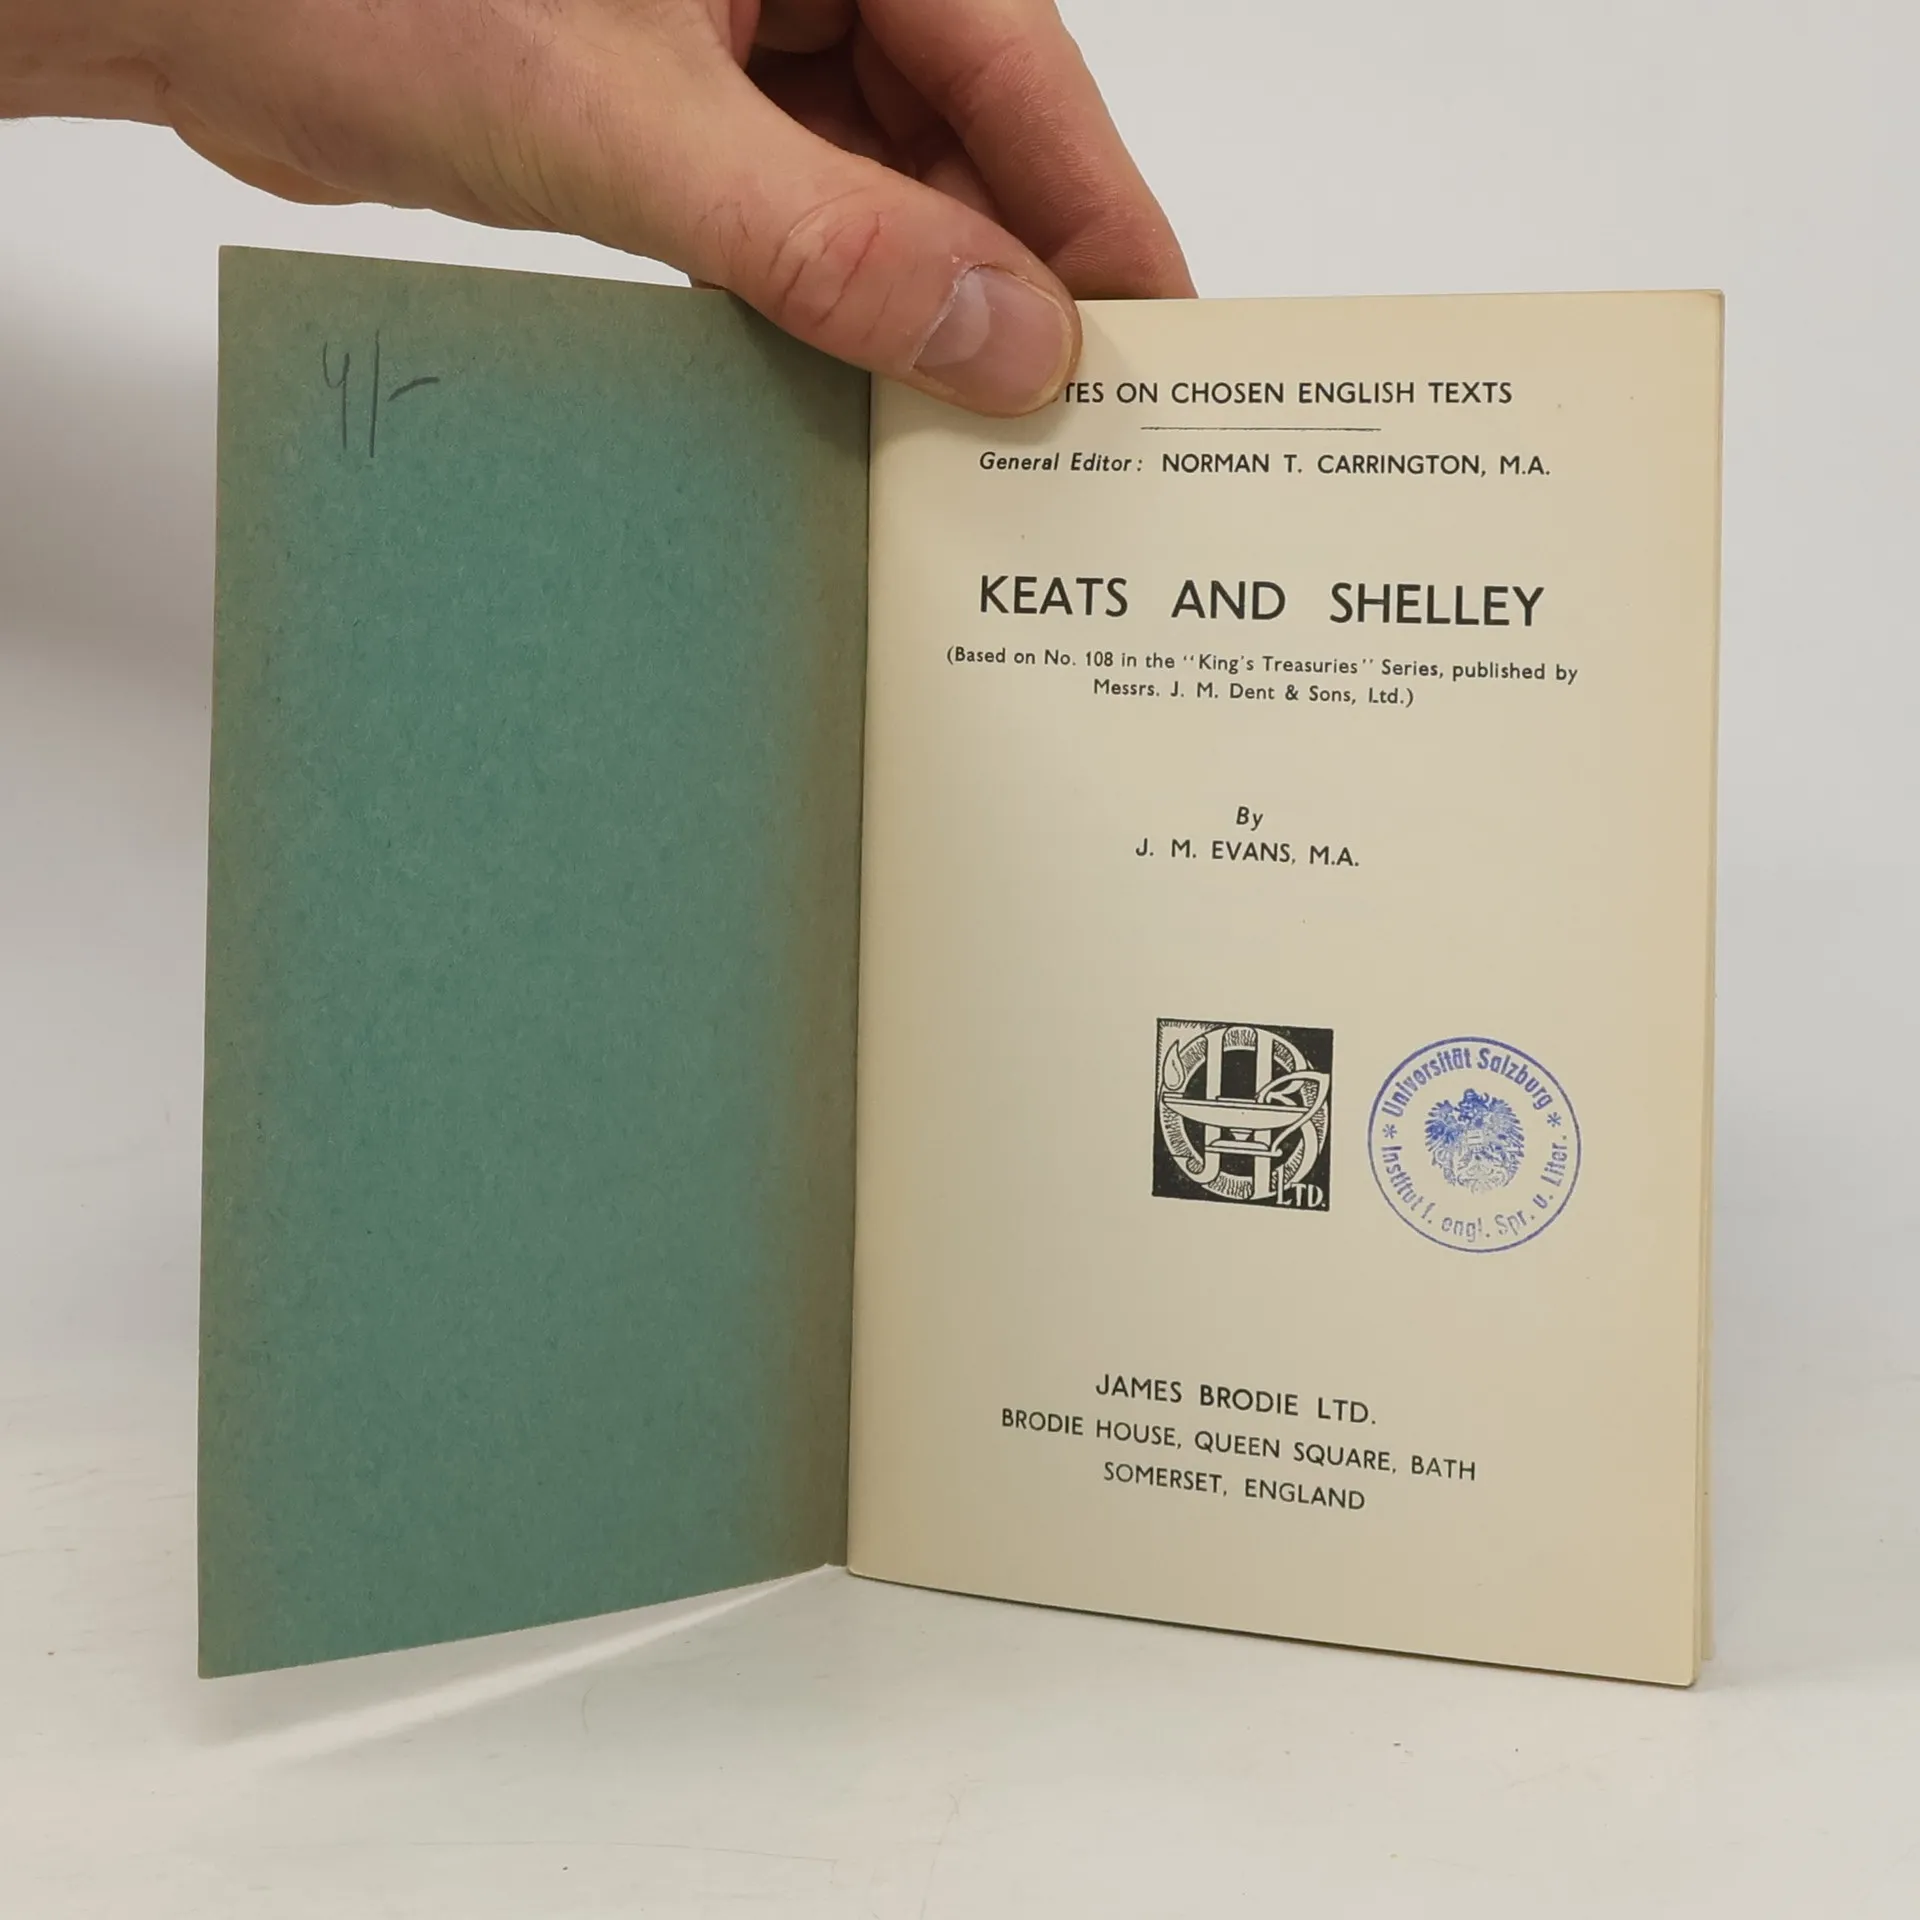 4/-
TES ON CHOSEN ENGLISH TEXTS
General Editor: NORMAN T. CARRINGTON, M.A.
KEATS AND SHELLEY
(Based on No. 108 in the "King's Treasuries" Series, published by
Messrs. J. M. Dent & Sons, Ltd.)
By
J. M. EVANS, M.A.
LTD.
* Universität Salzburg *
Institut f. engl. Spr. u. Liter.
JAMES BRODIE LTD.
BRODIE HOUSE, QUEEN SQUARE, BATH
SOMERSET, ENGLAND